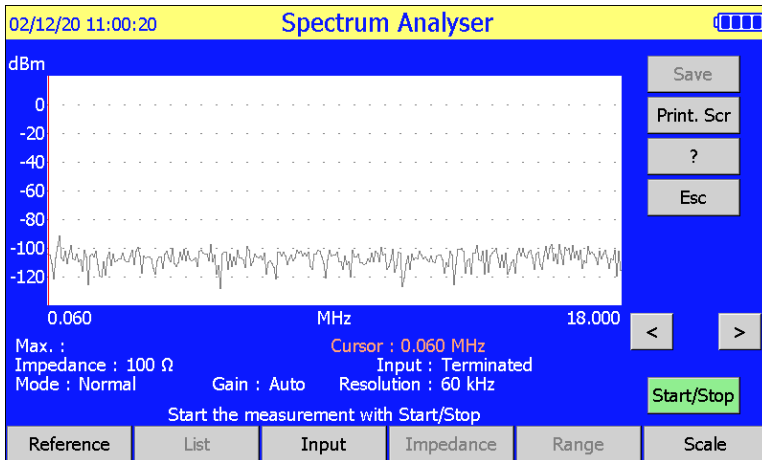 02/12/20 11:00:20 Spectrum Analyser
dBm
Save
0
Print. Scr
-20
-40
?
-60
Esc
-80
-100
-120
0.060 MHz 18.000
< >
Max. : Cursor : 0.060 MHz
Impedance : 100 Ω Input : Terminated
Mode : Normal Gain : Auto Resolution : 60 kHz
Start/Stop
Start the measurement with Start/Stop
Reference List Input Impedance Range Scale